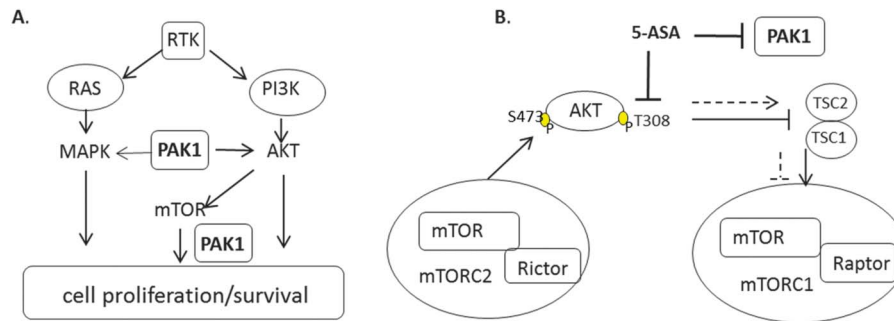 A.
RTK
RAS
PI3K
MAPK
PAK1
AKT
mTOR
PAK1
cell proliferation/survival
B.
5-ASA
PAK1
S473
P
AKT
P
T308
TSC2
TSC1
mTOR
Rictor
mTORC2
mTOR
Raptor
mTORC1